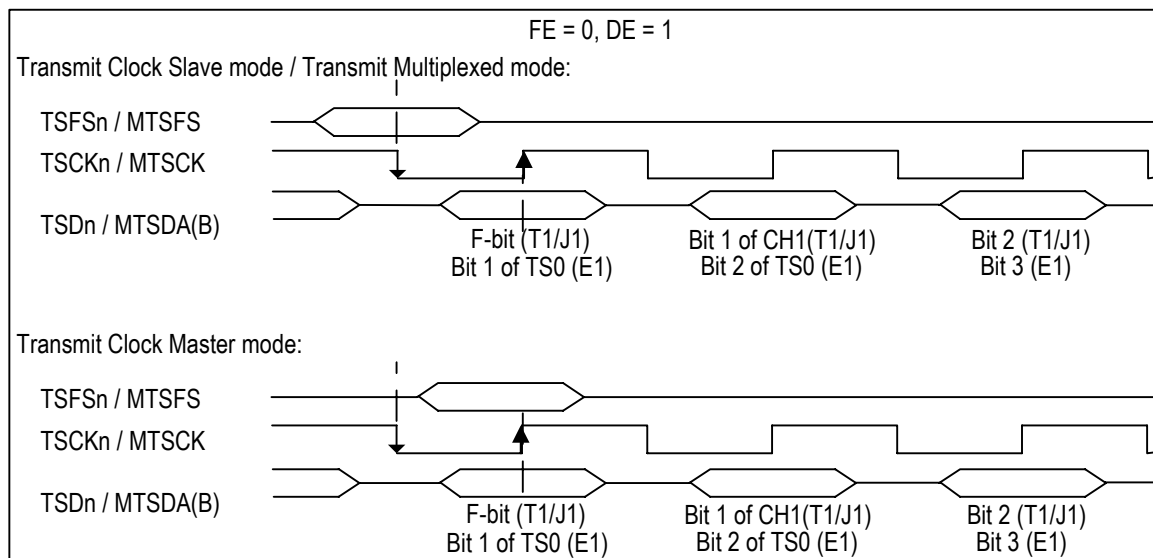 FE = 0, DE = 1
Transmit Clock Slave mode / Transmit Multiplexed mode:
TSFSn / MTSFS
TSCKn / MTSCK
TSDn / MTSDA(B)
F-bit (T1/J1)
Bit 1 of TS0 (E1)
Bit 1 of CH1(T1/J1)
Bit 2 of TS0 (E1)
Bit 2 (T1/J1)
Bit 3 (E1)
Transmit Clock Master mode:
TSFSn / MTSFS
TSCKn / MTSCK
TSDn / MTSDA(B)
F-bit (T1/J1)
Bit 1 of TS0 (E1)
Bit 1 of CH1(T1/J1)
Bit 2 of TS0 (E1)
Bit 2 (T1/J1)
Bit 3 (E1)